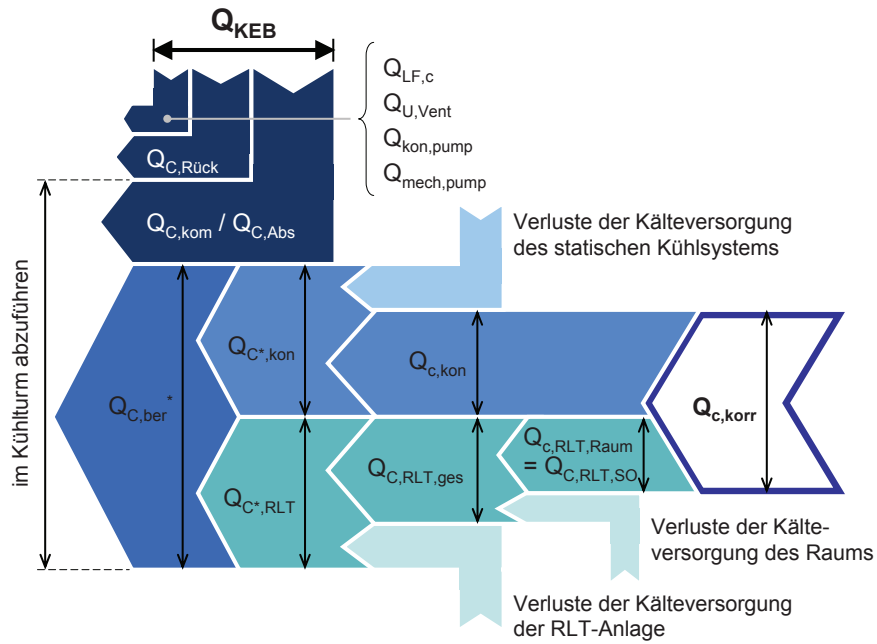 Q_KEB
Q_LF,c
Q_U,Vent
Q_kon,pump
Q_mech,pump
Q_C,Rück
Q_C,kom / Q_C,Abs
Verluste der Kälteversorgung
des statischen Kühlsystems
im Kühlturm abzuführen
Q_C*,kon
Q_c,kon
Q_C,ber*
Q_c,korr
Q_c,RLT,Raum
= Q_C,RLT,SO
Q_C,RLT,ges
Q_C*,RLT
Verluste der Kälte-
versorgung des Raums
Verluste der Kälteversorgung
der RLT-Anlage